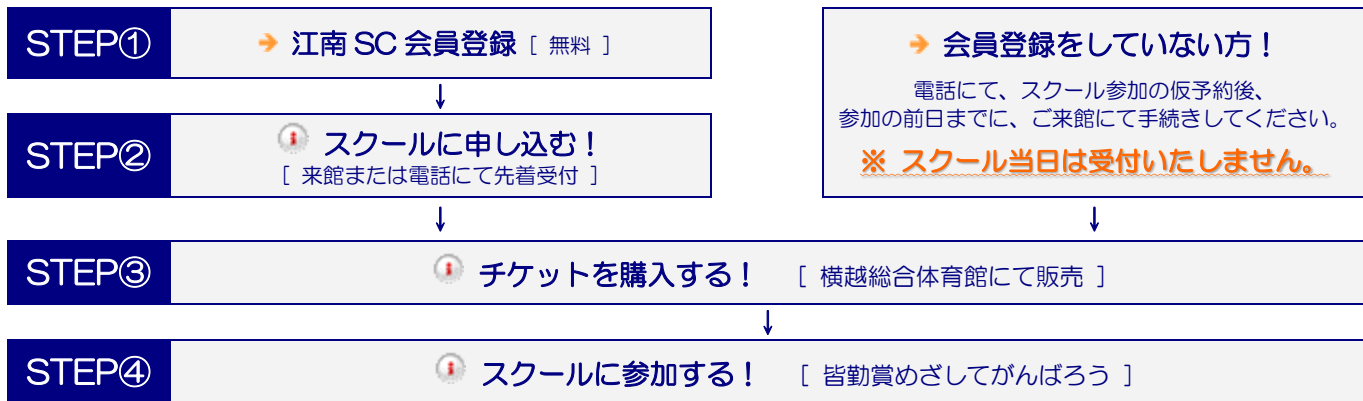 STEP①
江南 SC 会員登録 [ 無料 ]
↓
STEP②
スクールに申し込む！
[ 来館または電話にて先着受付 ]
↓
会員登録をしていない方！
電話にて、スクール参加の仮予約後、
参加の前日までに、ご来館にて手続きしてください。
※ スクール当日は受付いたしません。
↓
STEP③
チケットを購入する！ [ 横越総合体育館にて販売 ]
↓
STEP④
スクールに参加する！ [ 皆勤賞めざしてがんばろう ]